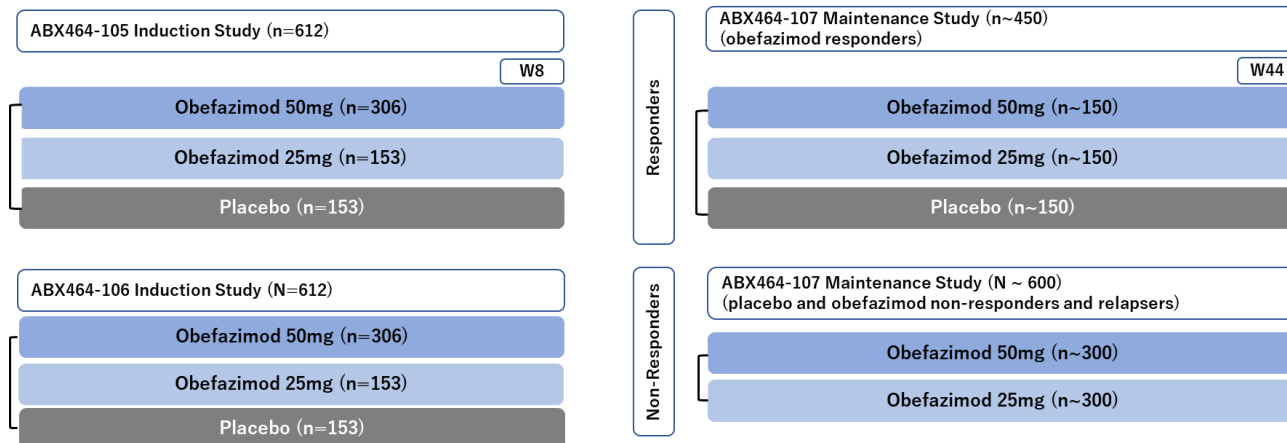 ABX464-105 Induction Study (n=612)
W8
Obefazimod 50mg (n=306)
Obefazimod 25mg (n=153)
Placebo (n=153)
ABX464-106 Induction Study (N=612)
Obefazimod 50mg (n=306)
Obefazimod 25mg (n=153)
Placebo (n=153)
Responders
ABX464-107 Maintenance Study (n~450)
(obefazimod responders)
W44
Obefazimod 50mg (n~150)
Obefazimod 25mg (n~150)
Placebo (n~150)
Non-Responders
ABX464-107 Maintenance Study (N ~ 600)
(placebo and obefazimod non-responders and relapsers)
Obefazimod 50mg (n~300)
Obefazimod 25mg (n~300)